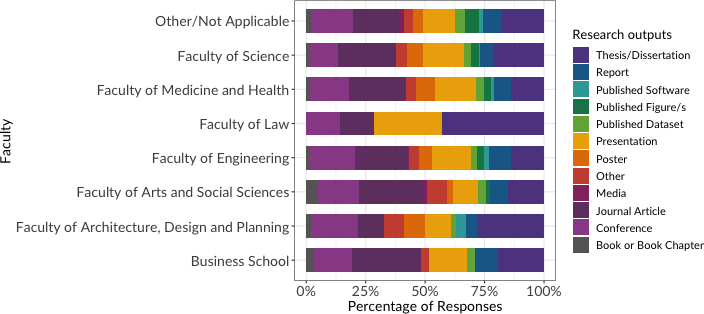 Faculty
Other/Not Applicable
Faculty of Science
Faculty of Medicine and Health
Faculty of Law
Faculty of Engineering
Faculty of Arts and Social Sciences
Faculty of Architecture, Design and Planning
Business School
0%
25%
50%
75%
100%
Percentage of Responses
Research outputs
Thesis/Dissertation
Report
Published Software
Published Figure/s
Published Dataset
Presentation
Poster
Other
Media
Journal Article
Conference
Book or Book Chapter